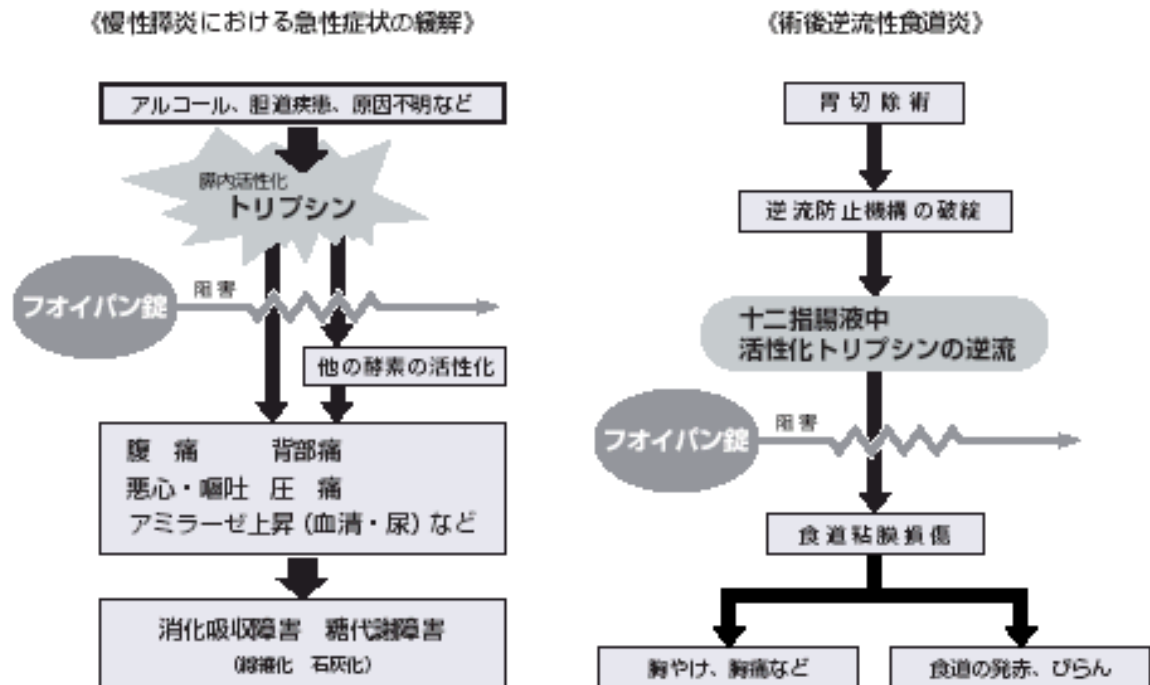 《慢性膵炎における急性症状の緩解》
アルコール、胆道疾患、原因不明など
膵内活性化
トリプシン
フオイパン錠
阻害
他の酵素の活性化
腹 痛 背部痛
悪心・嘔吐 圧 痛
アミラーゼ上昇(血清・尿)など
消化吸収障害 糖代謝障害
(線維化 石灰化)
《術後逆流性食道炎》
胃切除術
逆流防止機構の破綻
十二指腸液中
活性化トリプシンの逆流
フオイパン錠
阻害
食道粘膜損傷
胸やけ、胸痛など
食道の発赤、びらん